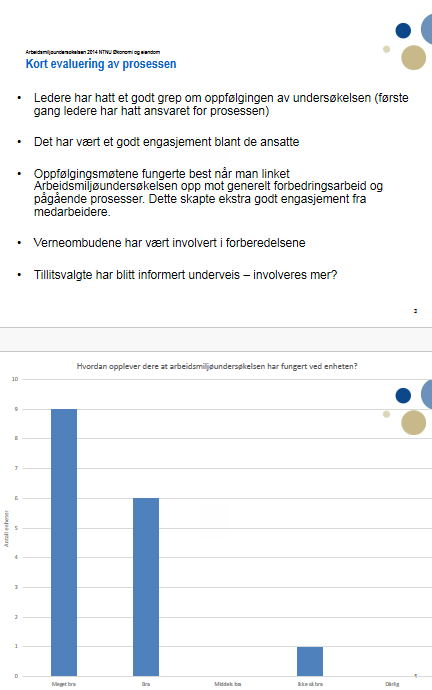 Arbeidsmiljøundersøkelsen 2014 NTNU Økonomi og eiendom
Kort evaluering av prosessen
• Ledere har hatt et godt grep om oppfølgingen av undersøkelsen (første
gang ledere har hatt ansvaret for prosessen)
• Det har vært et godt engasjement blant de ansatte
• Oppfølgingsmøtene fungerte best når man linket
Arbeidsmiljøundersøkelsen opp mot generelt forbedringsarbeid og
pågående prosesser. Dette skapte ekstra godt engasjement fra
medarbeidere.
• Verneombudene har vært involvert i forberedelsene
• Tillitsvalgte har blitt informert underveis – involveres mer?
Hvordan opplever dere at arbeidsmiljøundersøkelsen har fungert ved enheten?
Antall enheter
10
9
8
7
6
5
4
3
2
1
0
Meget bra
Bra
Middels bra
Ikke så bra
Dårlig